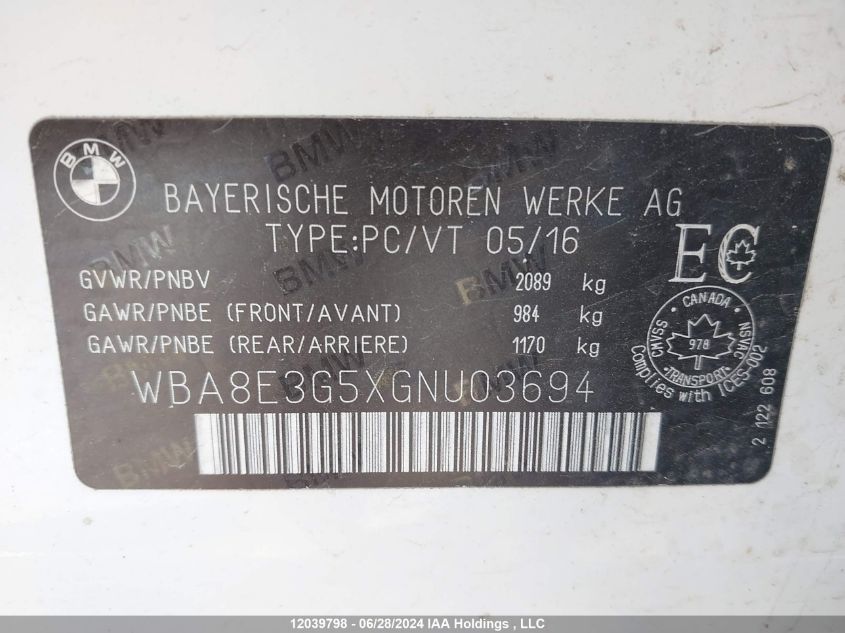 BMW
BAYERISCHE MOTOREN WERKE AG
TYPE:PC/VT 05/16
EC
GVWR/PNBV 2089 kg
GAWR/PNBE (FRONT/AVANT) 984 kg
GAWR/PNBE (REAR/ARRIERE) 1170 kg
WBA8E3G5XGNU03694
CANADA
CMVSS
NSVAC
978
TRANSPORT
Complies with ICES-002
2 122 608
12039798 - 06/28/2024 IAA Holdings , LLC